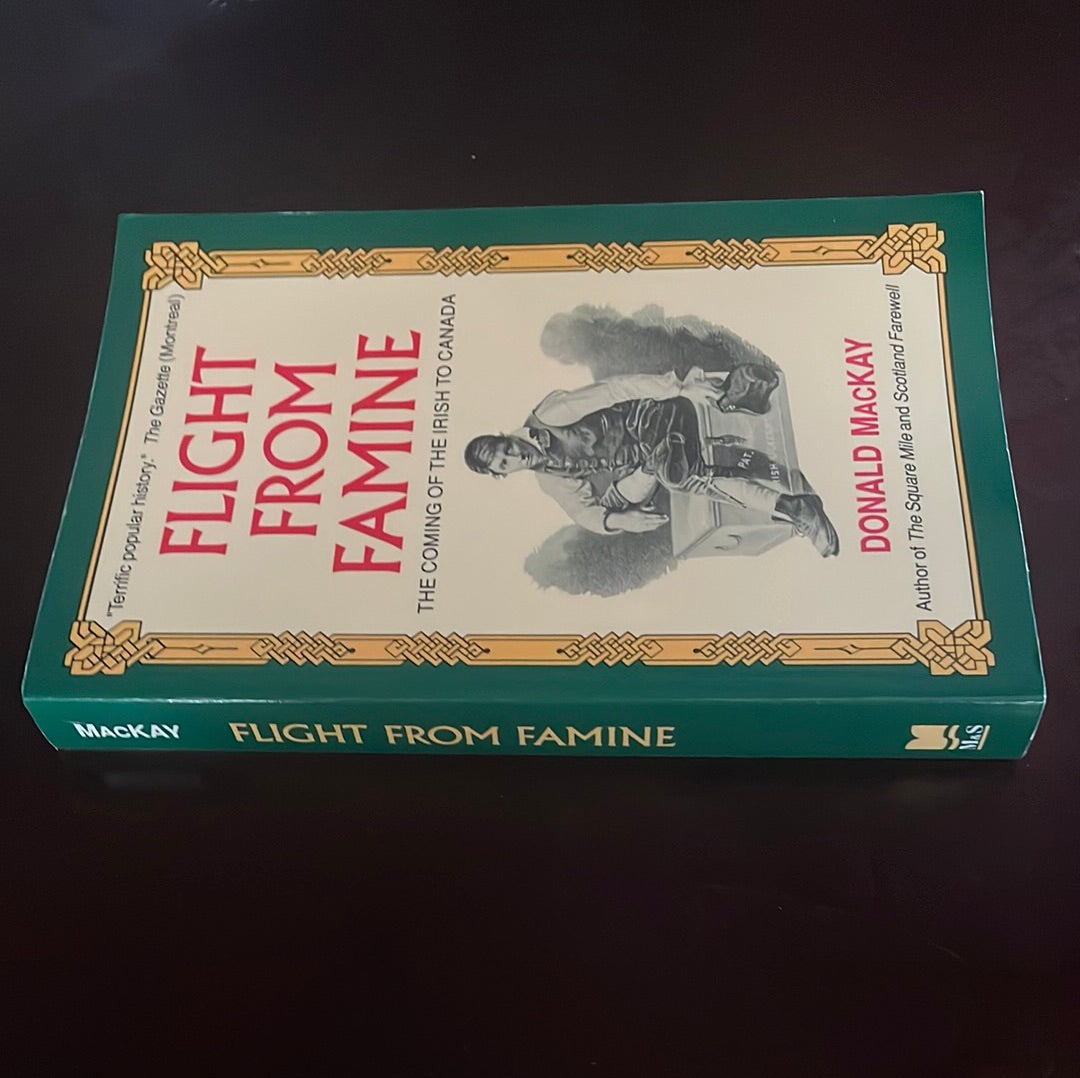 "Terrific popular history." The Gazette (Montreal)
FLIGHT
FROM
FAMINE
THE COMING OF THE IRISH TO CANADA
PAT.
DONALD MACKAY
Author of The Square Mile and Scotland Farewell
MACKAY FLIGHT FROM FAMINE M&S